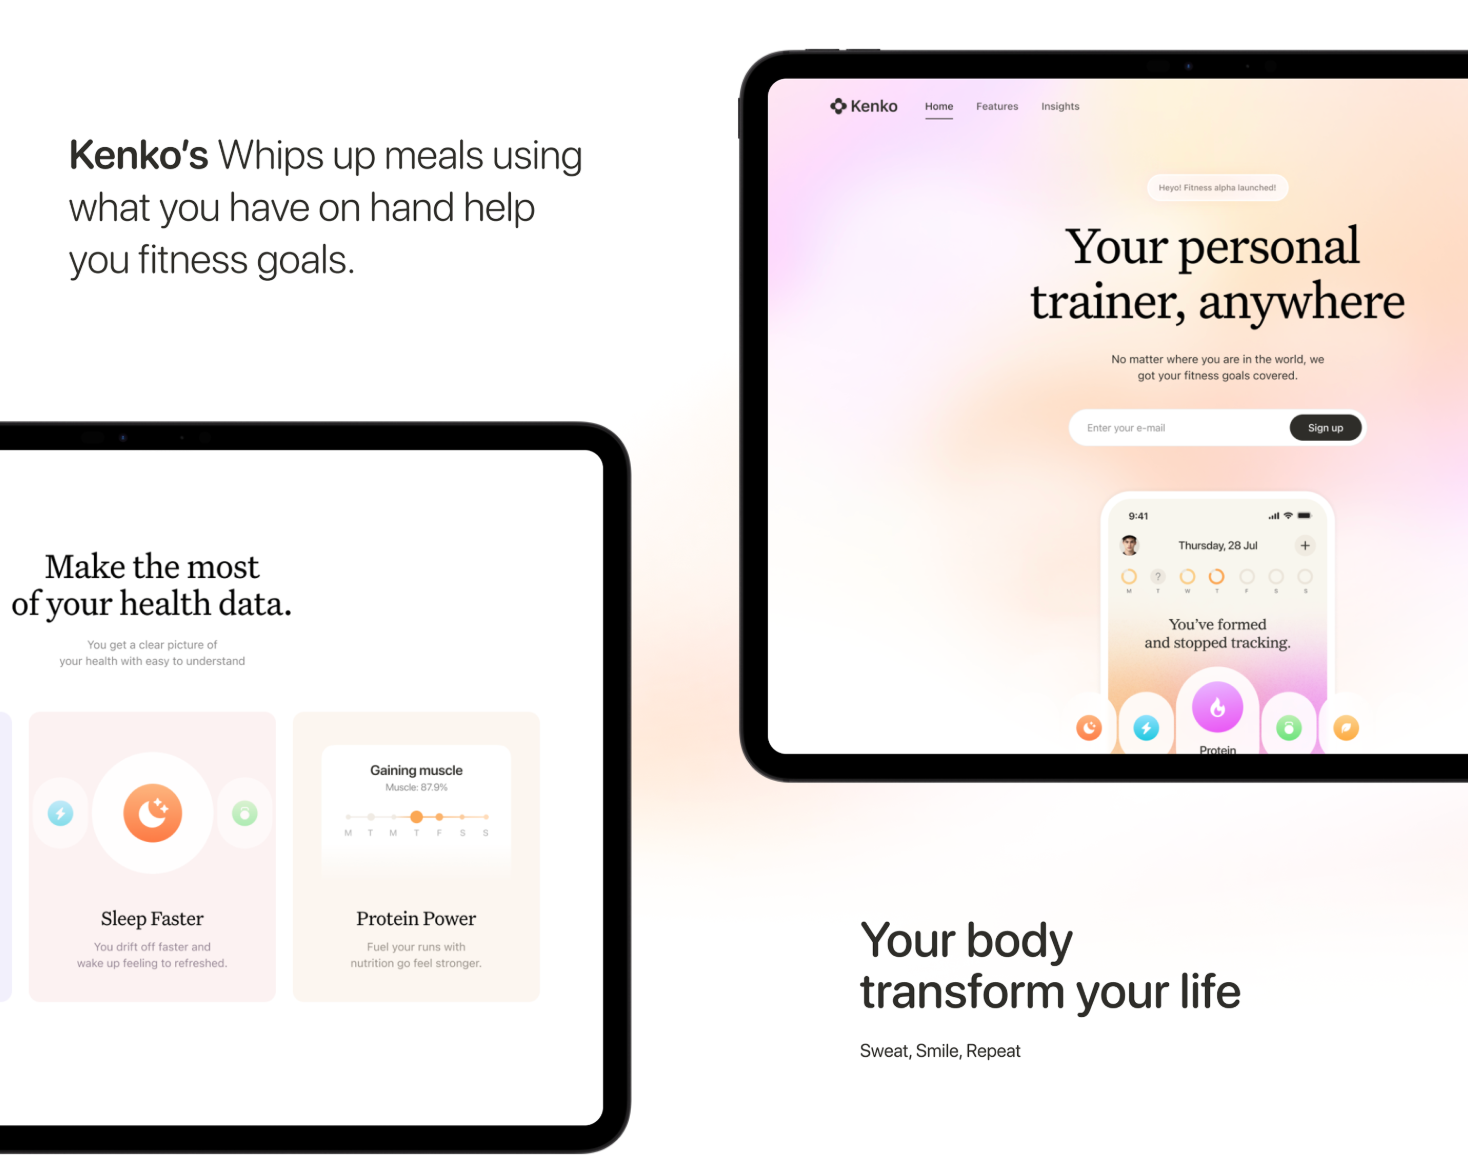 Kenko's Whips up meals using
what you have on hand help
you fitness goals.
Kenko
Home
Features
Insights
Heyo! Fitness alpha launched!
Your personal
trainer, anywhere
No matter where you are in the world, we
got your fitness goals covered.
Enter your e-mail
Sign up
9:41
Thursday, 28 Jul
+
?
M T W T F S S
You've formed
and stopped tracking.
Protein
Make the most
of your health data.
You get a clear picture of
your health with easy to understand
Sleep Faster
You drift off faster and
wake up feeling to refreshed.
Gaining muscle
Muscle: 87.9%
M T M T F S S
Protein Power
Fuel your runs with
nutrition go feel stronger.
Your body
transform your life
Sweat, Smile, Repeat